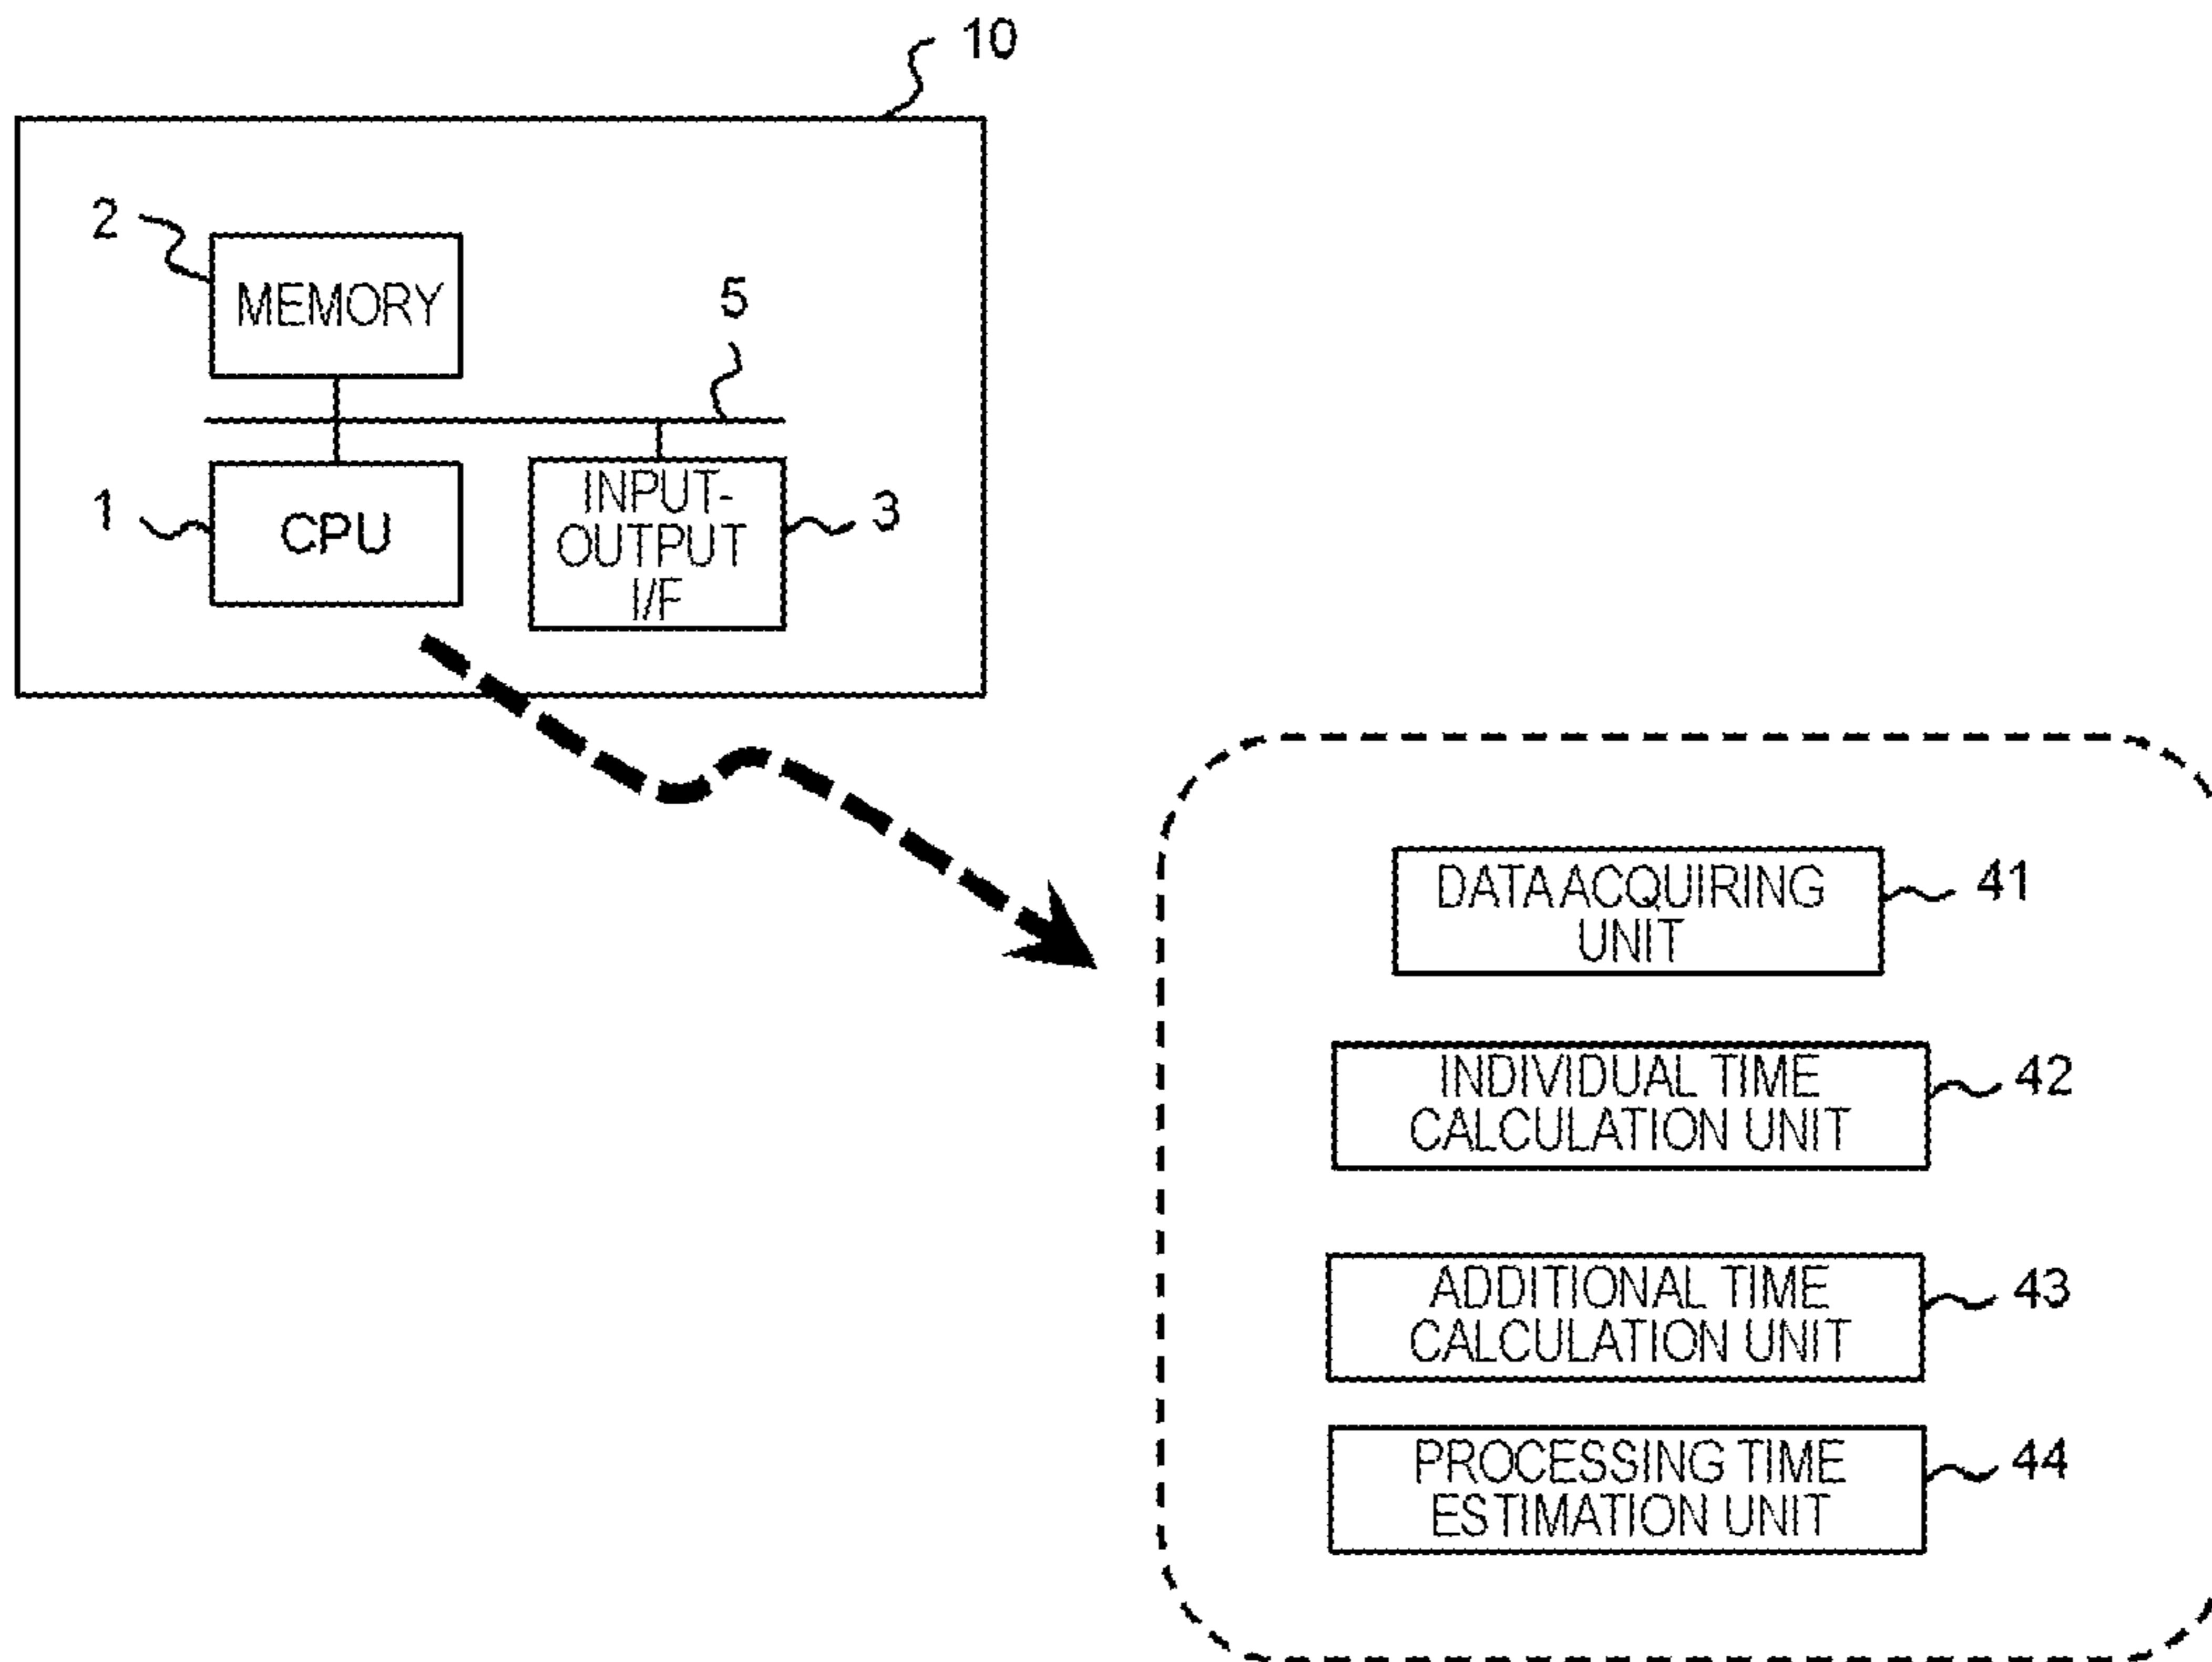 10
2
MEMORY
5
1
CPU
INPUT-
OUTPUT
I/F
3
DATA ACQUIRING
UNIT
41
INDIVIDUAL TIME
CALCULATION UNIT
42
ADDITIONAL TIME
CALCULATION UNIT
43
PROCESSING TIME
ESTIMATION UNIT
44